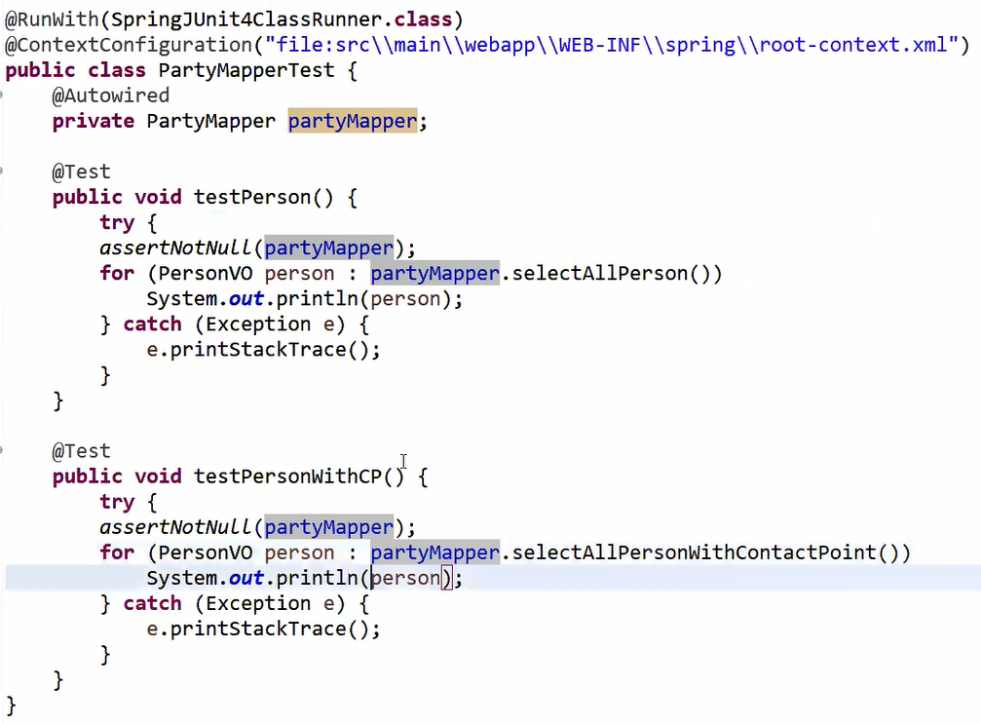 @RunWith(SpringJUnit4ClassRunner.class)
@ContextConfiguration("file:src\\main\\webapp\\WEB-INF\\spring\\root-context.xml")
public class PartyMapperTest {
    @Autowired
    private PartyMapper partyMapper;

    @Test
    public void testPerson() {
        try {
        assertNotNull(partyMapper);
        for (PersonVO person : partyMapper.selectAllPerson())
            System.out.println(person);
        } catch (Exception e) {
            e.printStackTrace();
        }
    }

    @Test
    public void testPersonWithCP() {
        try {
        assertNotNull(partyMapper);
        for (PersonVO person : partyMapper.selectAllPersonWithContactPoint())
            System.out.println(person);
        } catch (Exception e) {
            e.printStackTrace();
        }
    }
}